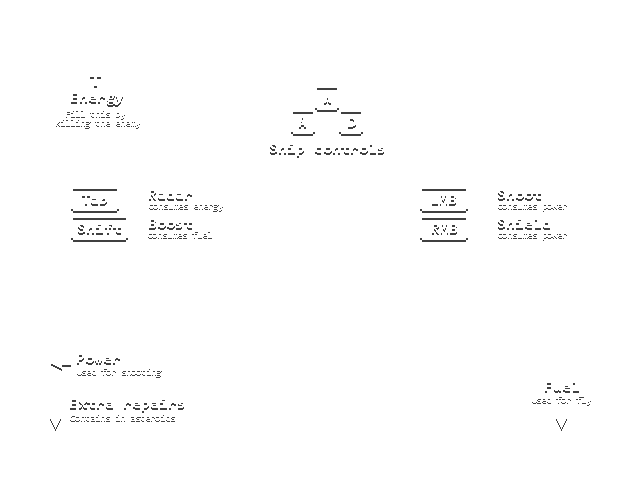 Energy
Fill this by
killing the enemy
W
A D
Ship controls
Tab Radar
consumes energy
Shift Boost
consumes fuel
LMB Shoot
consumes power
RMB Shield
consumes power
Power
used for shooting
Extra repairs
Contains in asteroids
Fuel
used for fly